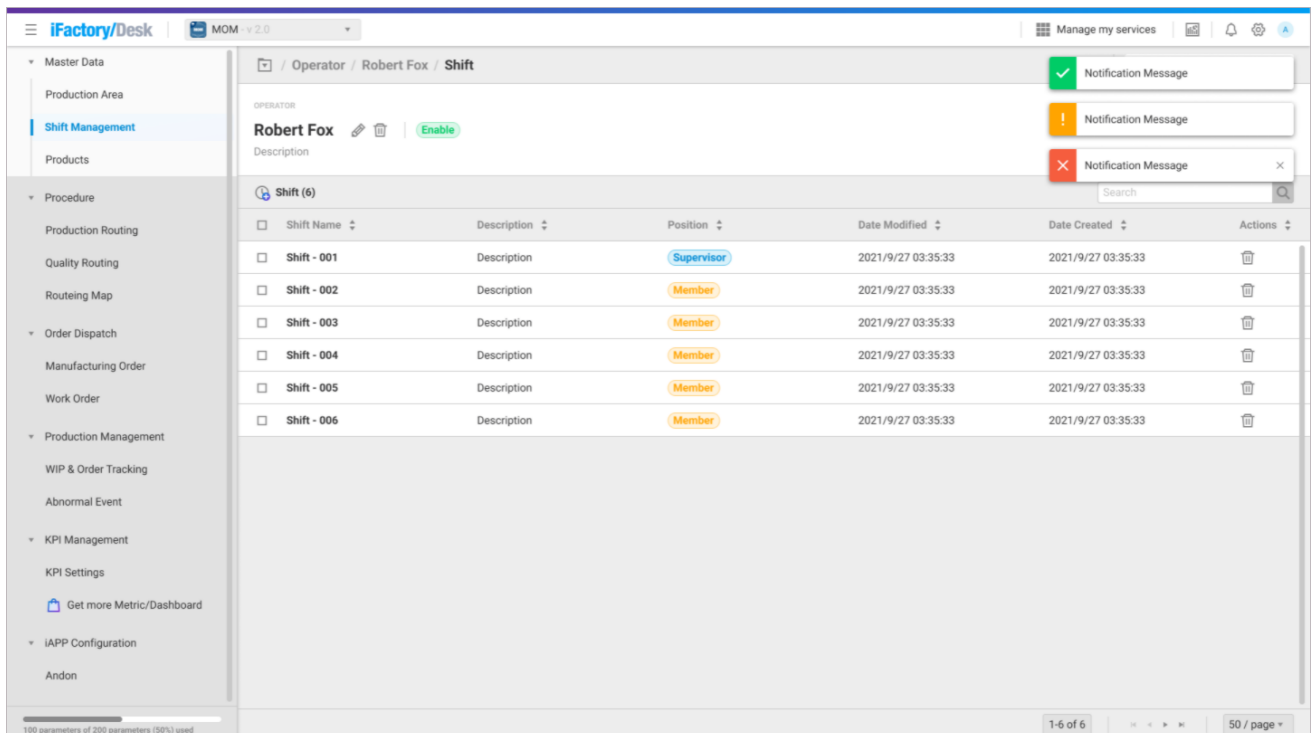 iFactory/Desk MOM - v 2.0 Manage my services A
Master Data
Production Area
Shift Management
Products
Procedure
Production Routing
Quality Routing
Routeing Map
Order Dispatch
Manufacturing Order
Work Order
Production Management
WIP & Order Tracking
Abnormal Event
KPI Management
KPI Settings
Get more Metric/Dashboard
iAPP Configuration
Andon
100 parameters of 200 parameters (50%) used
/ Operator / Robert Fox / Shift
OPERATOR
Robert Fox Enable
Description
Notification Message
Notification Message
Notification Message
Shift (6) Search
Shift Name Description Position Date Modified Date Created Actions
Shift - 001 Description Supervisor 2021/9/27 03:35:33 2021/9/27 03:35:33
Shift - 002 Description Member 2021/9/27 03:35:33 2021/9/27 03:35:33
Shift - 003 Description Member 2021/9/27 03:35:33 2021/9/27 03:35:33
Shift - 004 Description Member 2021/9/27 03:35:33 2021/9/27 03:35:33
Shift - 005 Description Member 2021/9/27 03:35:33 2021/9/27 03:35:33
Shift - 006 Description Member 2021/9/27 03:35:33 2021/9/27 03:35:33
1-6 of 6 50 / page